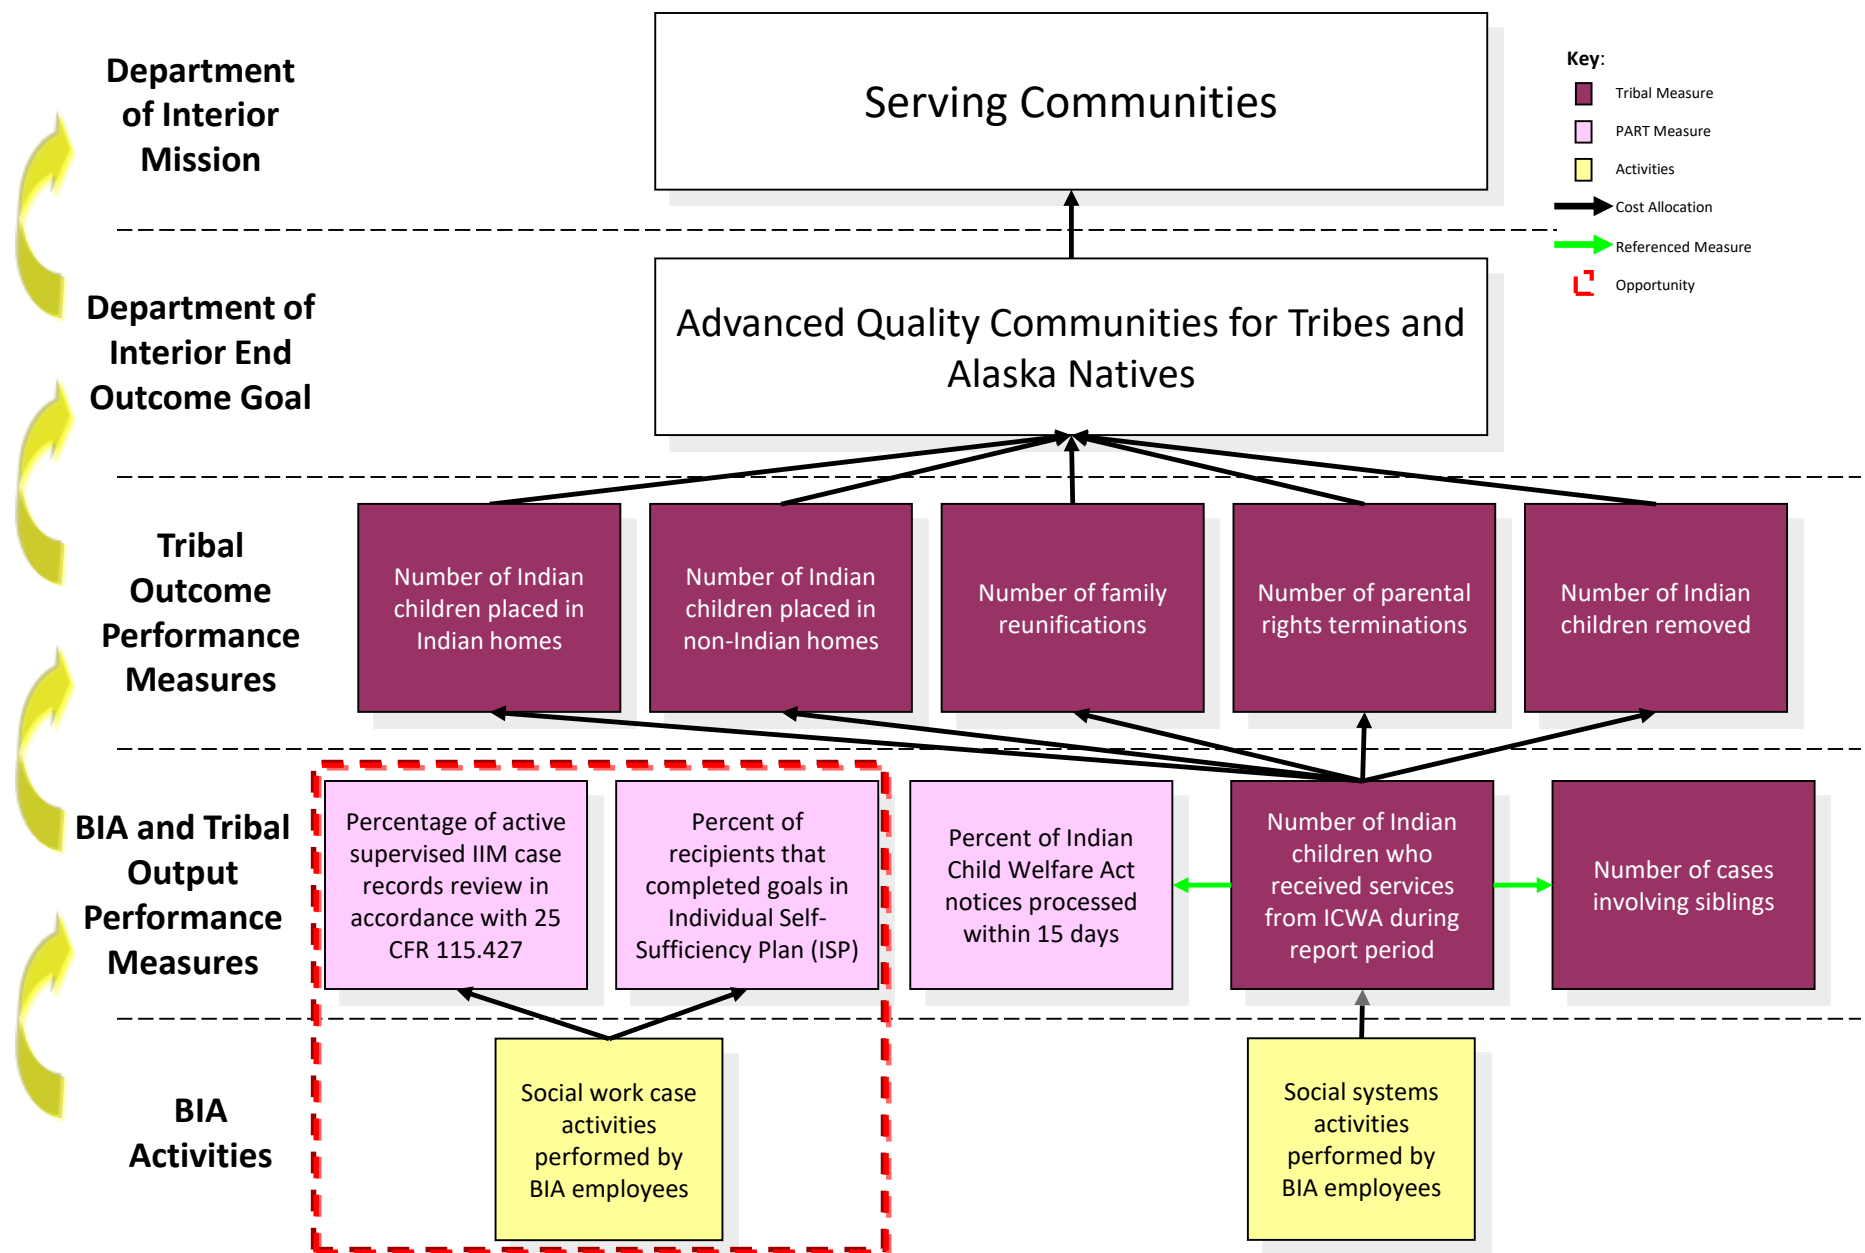 Department
of Interior
Mission
Serving Communities
Key:
Tribal Measure
PART Measure
Activities
Cost Allocation
Referenced Measure
Opportunity
Department of
Interior End
Outcome Goal
Advanced Quality Communities for Tribes and
Alaska Natives
Tribal
Outcome
Performance
Measures
Number of Indian
children placed in
Indian homes
Number of Indian
children placed in
non-Indian homes
Number of family
reunifications
Number of parental
rights terminations
Number of Indian
children removed
BIA and Tribal
Output
Performance
Measures
Percentage of active
supervised IIM case
records review in
accordance with 25
CFR 115.427
Percent of
recipients that
completed goals in
Individual Self-
Sufficiency Plan (ISP)
Percent of Indian
Child Welfare Act
notices processed
within 15 days
Number of Indian
children who
received services
from ICWA during
report period
Number of cases
involving siblings
BIA
Activities
Social work case
activities
performed by
BIA employees
Social systems
activities
performed by
BIA employees